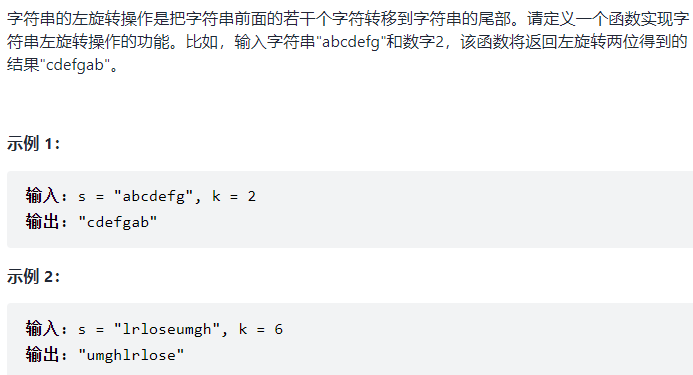 字符串的左旋转操作是把字符串前面的若干个字符转移到字符串的尾部。请定义一个函数实现字
符串左旋转操作的功能。比如，输入字符串"abcdefg"和数字2，该函数将返回左旋转两位得到的
结果"cdefgab"。
示例 1：
输入：s = "abcdefg", k = 2
输出："cdefgab"
示例 2：
输入：s = "lrloseumgh", k = 6
输出："umghlrlose"